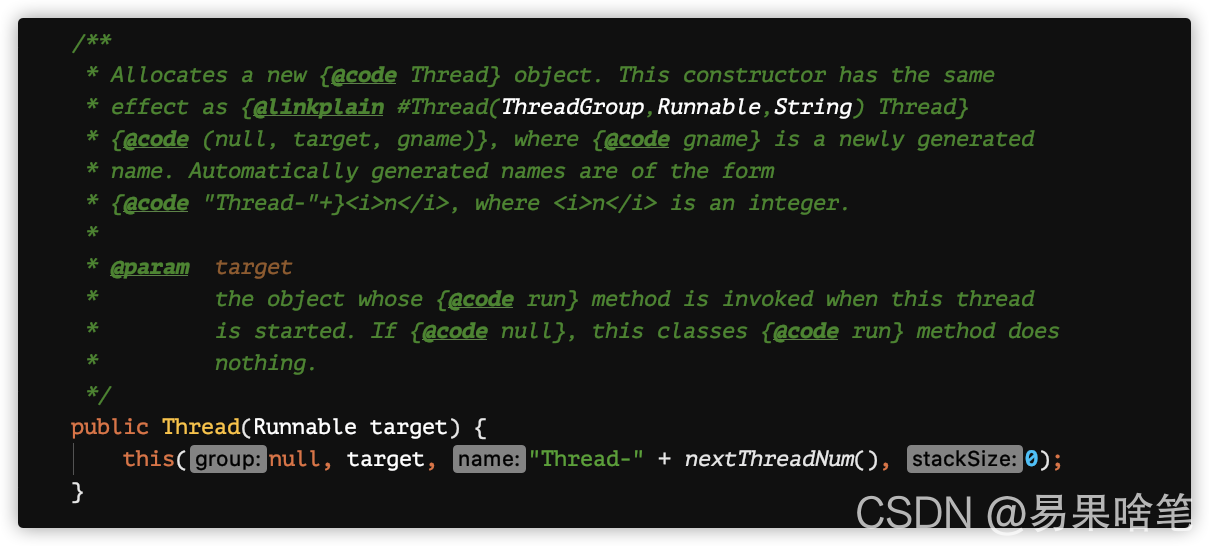 /**
* Allocates a new {@code Thread} object. This constructor has the same
* effect as {@linkplain #Thread(ThreadGroup,Runnable,String) Thread}
* {@code (null, target, gname)}, where {@code gname} is a newly generated
* name. Automatically generated names are of the form
* {@code "Thread-"+}<i>n</i>, where <i>n</i> is an integer.
*
* @param  target
*         the object whose {@code run} method is invoked when this thread
*         is started. If {@code null}, this classes {@code run} method does
*         nothing.
*/
public Thread(Runnable target) {
this( group: null, target, name: "Thread-" + nextThreadNum(), stackSize: 0);
}
CSDN @易果啥笔